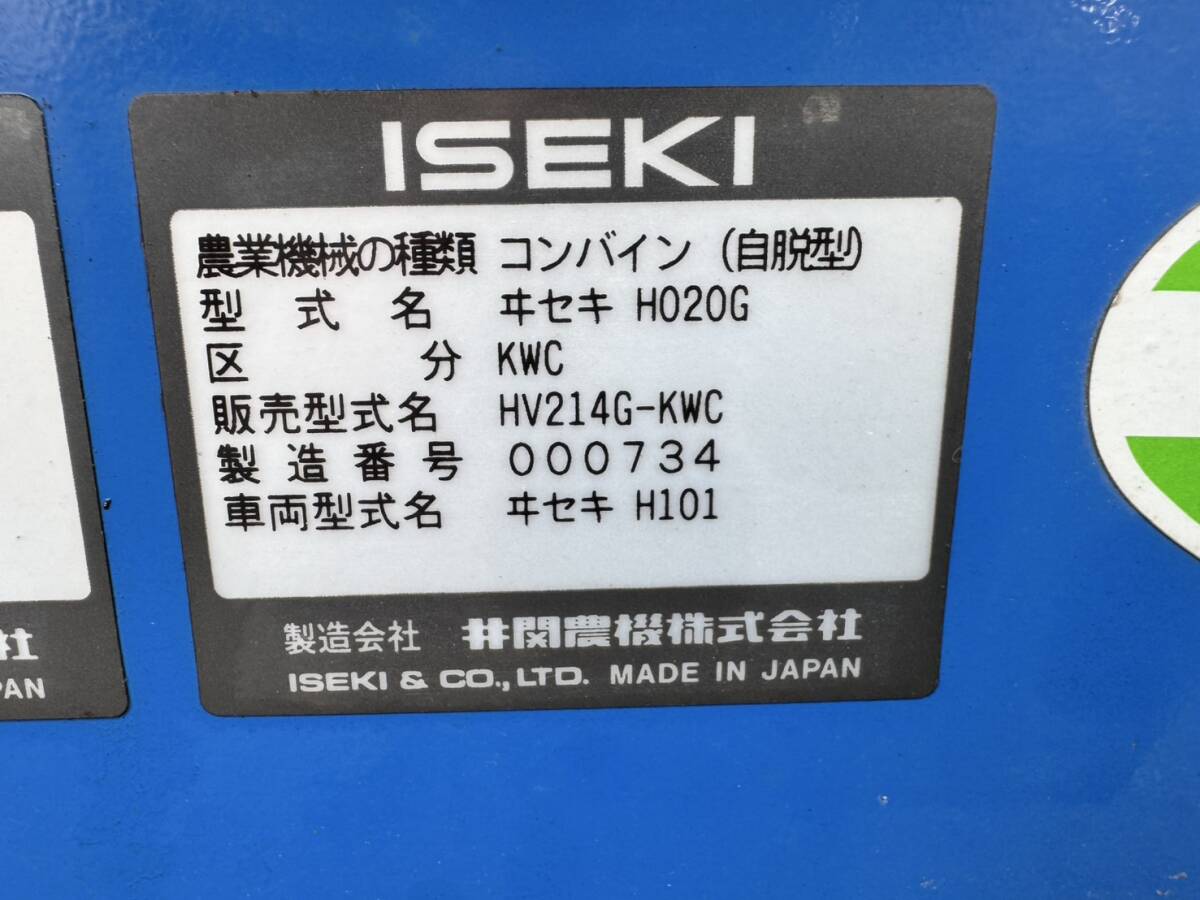 ISEKI
農業機械の種類 コンバイン (自脱型)
型式名 ヰセキ HO20G
区分 KWC
販売型式名 HV214G-KWC
製造番号 000734
車両型式名 ヰセキ H101
製造会社 井関農機株式会社
ISEKI & CO., LTD. MADE IN JAPAN
社
PAN